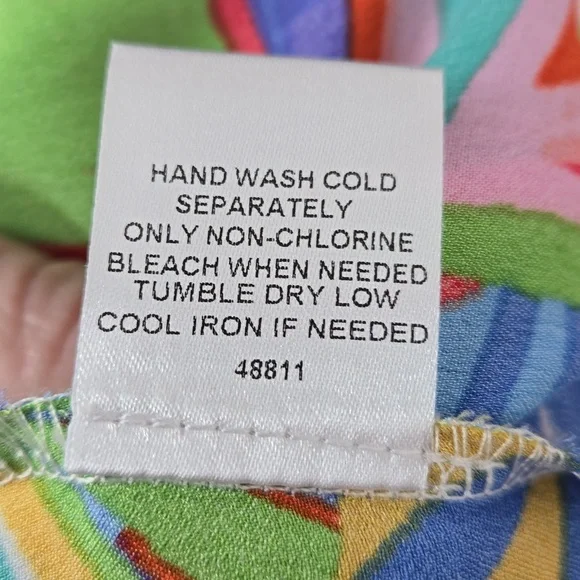 HAND WASH COLD
SEPARATELY
ONLY NON-CHLORINE
BLEACH WHEN NEEDED
TUMBLE DRY LOW
COOL IRON IF NEEDED
48811